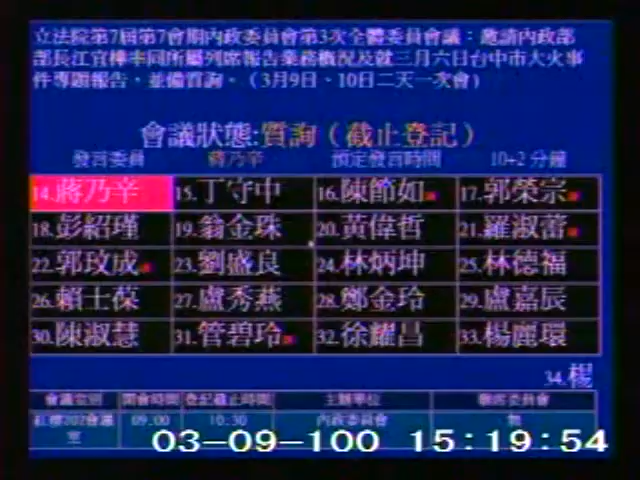 立法院第7屆第7會期內政委員會第3次全體委員會議：邀請內政部
部長江宜樺率同所屬列席報告業務概況及就三月六日台中市大火事
件專題報告，並備質詢。（3月9日、10日二天一次會）
會議狀態:質詢（截止登記）
發言委員 蔣乃辛 預定發言時間 10+2 分鐘
14.蔣乃辛 15.丁守中 16.陳節如 17.郭榮宗
18.彭紹瑾 19.翁金珠 20.黃偉哲 21.羅淑蕾
22.郭玟成 23.劉盛良 24.林炳坤 25.林德福
26.賴士葆 27.盧秀燕 28.鄭金玲 29.盧嘉辰
30.陳淑慧 31.管碧玲 32.徐耀昌 33.楊麗環
34.楊
會議室別 開會時間 登記截止時間 主辦單位 聯席委員會
紅樓202會議室 09:00 10:30 內政委員會 無
03-09-100 15:19:54